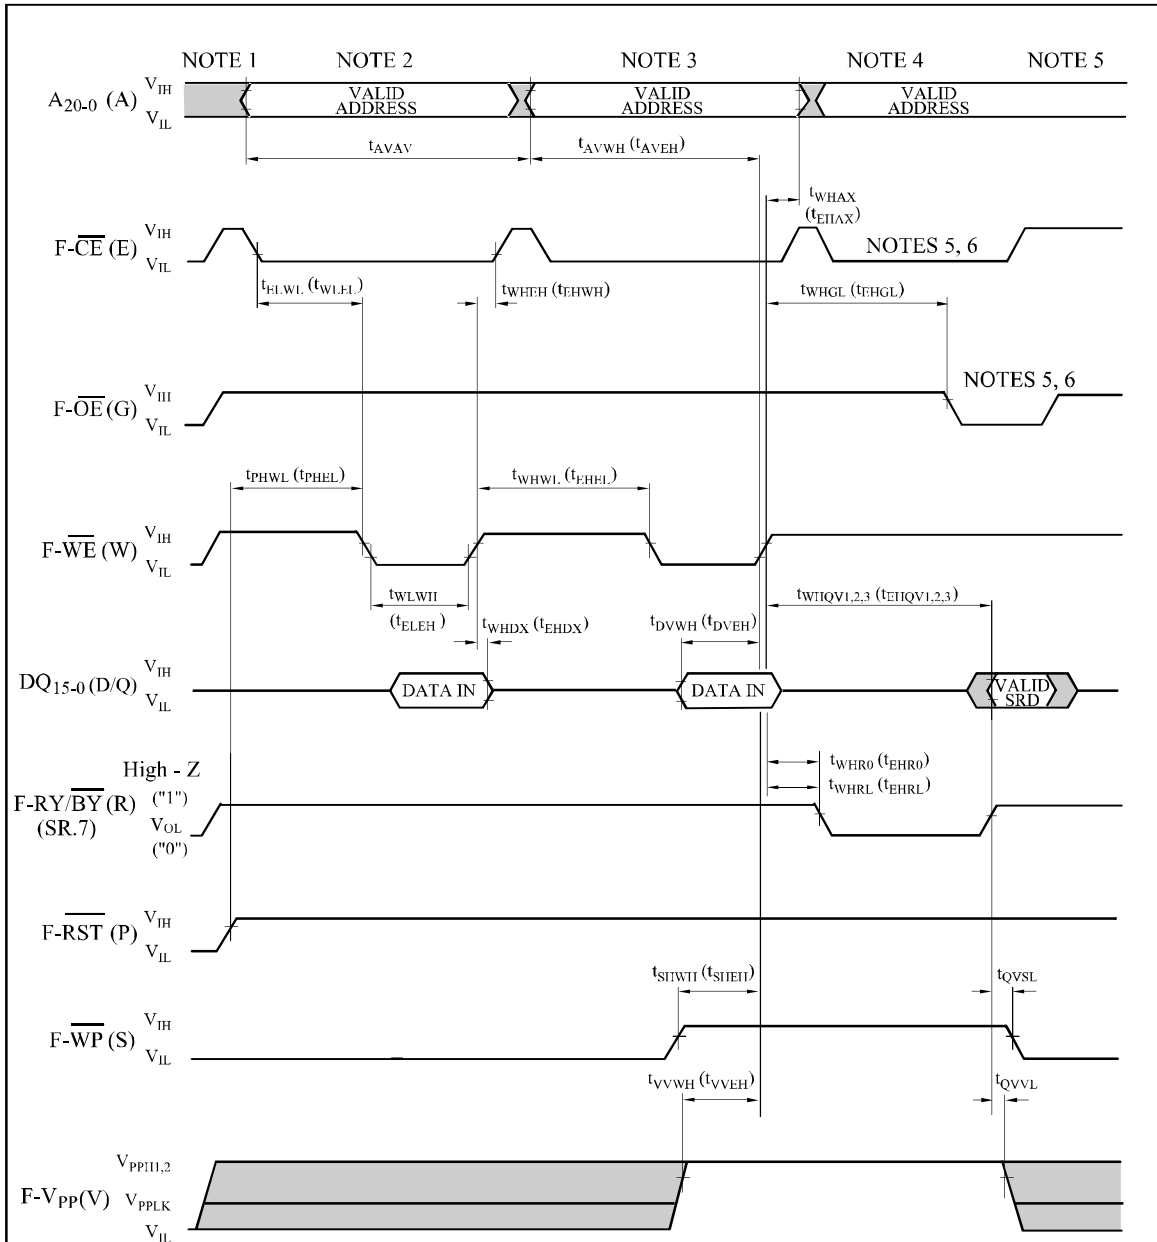 NOTE 1 NOTE 2 NOTE 3 NOTE 4 NOTE 5
A20-0 (A) VIH VIL VALID ADDRESS VALID ADDRESS VALID ADDRESS
tAVAV tAVWH (tAVEH)
tWHAX
(tEHAX)
F-CE (E) VIH VIL NOTES 5, 6
tELWL (tWLEL) tWHEH (tEHWH) tWHGL (tEHGL)
F-OE (G) VIH VIL NOTES 5, 6
tPHWL (tPHEL) tWHWL (tEHEL)
F-WE (W) VIH VIL
tWLWH
(tELEH)
tWHDX (tEHDX) tDVWH (tDVEH) tWHQV1,2,3 (tEHQV1,2,3)
DQ15-0 (D/Q) VIH VIL DATA IN DATA IN VALID SRD
tWHR0 (tEHR0)
tWHRL (tEHRL)
High - Z
("1")
F-RY/BY (R)
(SR.7)
VOL
("0")
F-RST (P) VIH VIL
tSHWH (tSHEH) tQVSL
F-WP (S) VIH VIL
tVVWH (tVVEH) tQVVL
F-VPP(V) VPPH1,2 VPPLK VIL